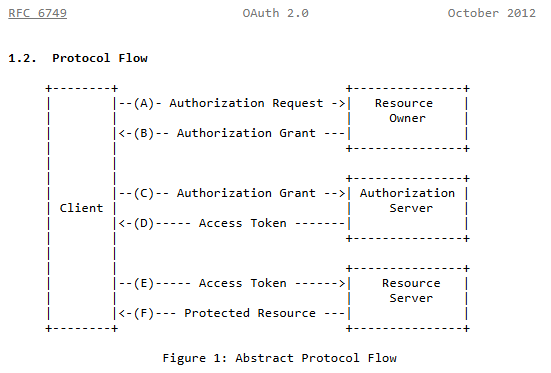 RFC 6749                        OAuth 2.0                   October 2012
1.2.  Protocol Flow
     +--------+                               +---------------+
     |        |--(A)- Authorization Request ->|   Resource    |
     |        |                               |     Owner     |
     |        |<-(B)-- Authorization Grant ---|               |
     |        |                               +---------------+
     |        |
     |        |                               +---------------+
     |        |--(C)-- Authorization Grant -->| Authorization |
     | Client |                               |     Server    |
     |        |<-(D)----- Access Token -------|               |
     |        |                               +---------------+
     |        |
     |        |                               +---------------+
     |        |--(E)----- Access Token ------>|    Resource   |
     |        |                               |     Server    |
     |        |<-(F)--- Protected Resource ---|               |
     +--------+                               +---------------+
                     Figure 1: Abstract Protocol Flow